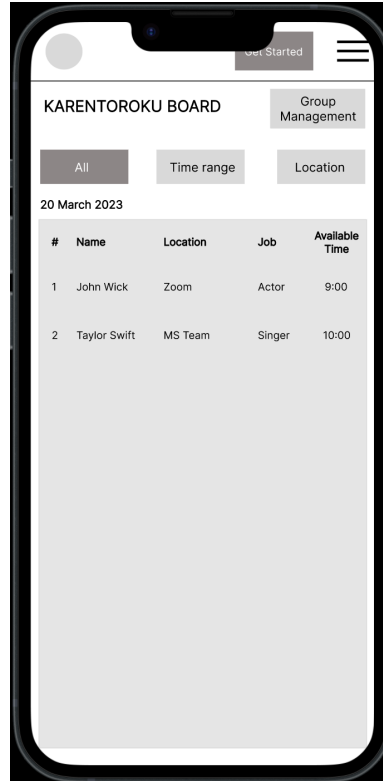 Get Started
KARENTOROKU BOARD
Group
Management
All
Time range
Location
20 March 2023
# Name Location Job Available
Time
1 John Wick Zoom Actor 9:00
2 Taylor Swift MS Team Singer 10:00